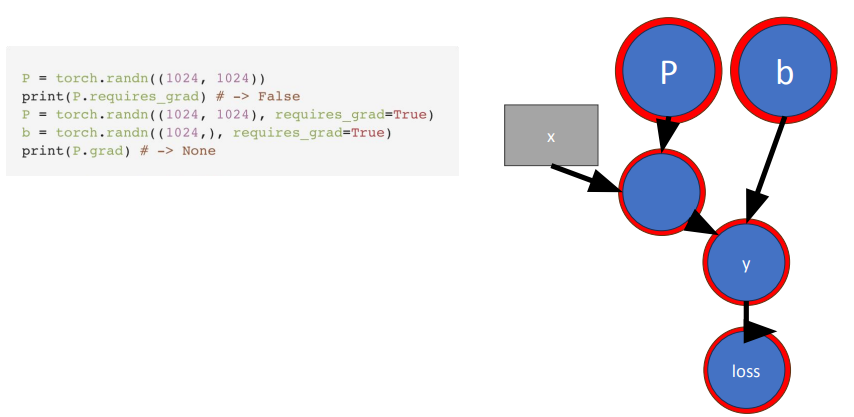 P = torch.randn((1024, 1024))
print(P.requires_grad) # -> False
P = torch.randn((1024, 1024), requires_grad=True)
b = torch.randn((1024,), requires_grad=True)
print(P.grad) # -> None
P
b
x
y
loss